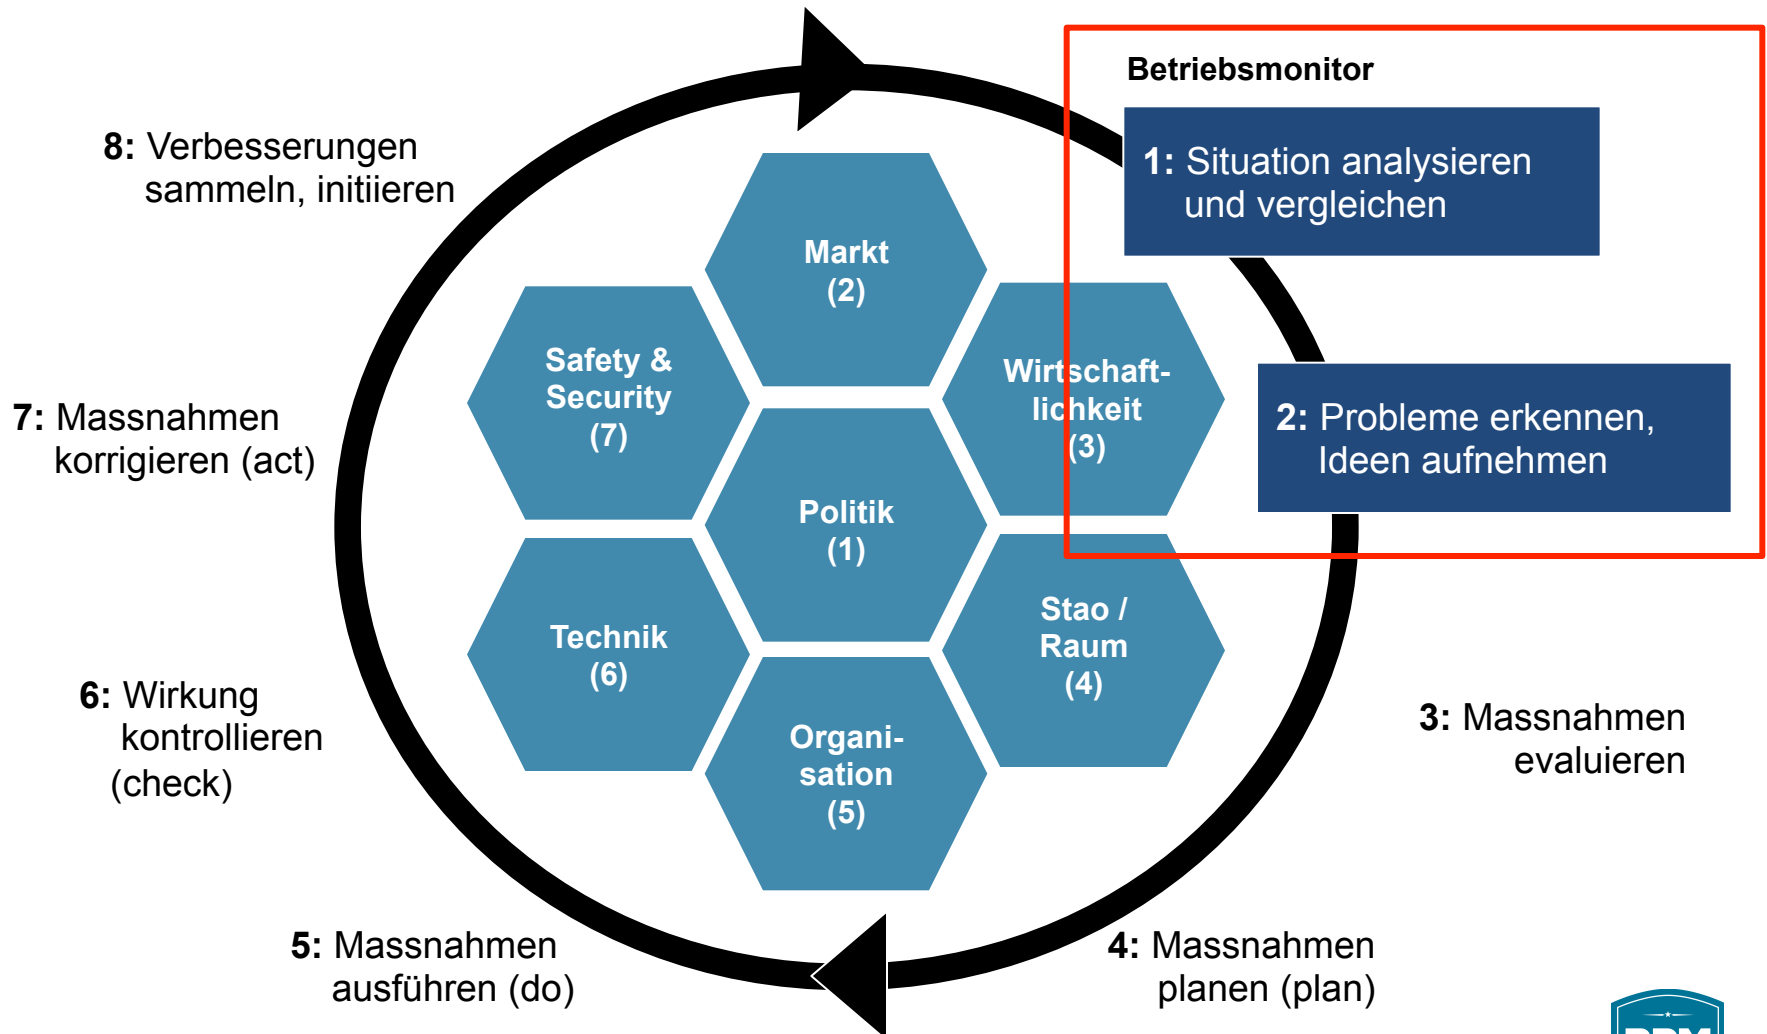 Betriebsmonitor
1: Situation analysieren
und vergleichen
2: Probleme erkennen,
Ideen aufnehmen
3: Massnahmen
evaluieren
4: Massnahmen
planen (plan)
5: Massnahmen
ausführen (do)
6: Wirkung
kontrollieren
(check)
7: Massnahmen
korrigieren (act)
8: Verbesserungen
sammeln, initiieren
Markt
(2)
Safety &
Security
(7)
Wirtschaft-
lichkeit
(3)
Politik
(1)
Technik
(6)
Stao /
Raum
(4)
Organi-
sation
(5)